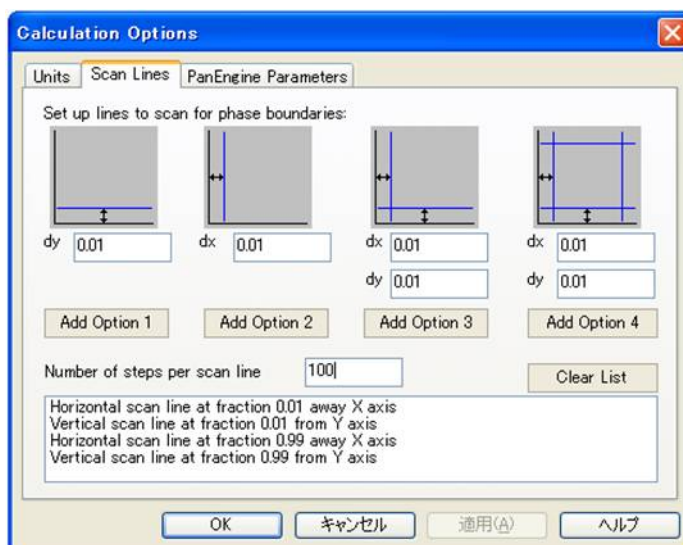 Calculation Options
Units Scan Lines PanEngine Parameters
Set up lines to scan for phase boundaries:
dy 0.01 dx 0.01 dx 0.01 dx 0.01
dy 0.01 dy 0.01
Add Option 1 Add Option 2 Add Option 3 Add Option 4
Number of steps per scan line 100 Clear List
Horizontal scan line at fraction 0.01 away X axis
Vertical scan line at fraction 0.01 from Y axis
Horizontal scan line at fraction 0.99 away X axis
Vertical scan line at fraction 0.99 from Y axis
OK キャンセル 適用(A) ヘルプ